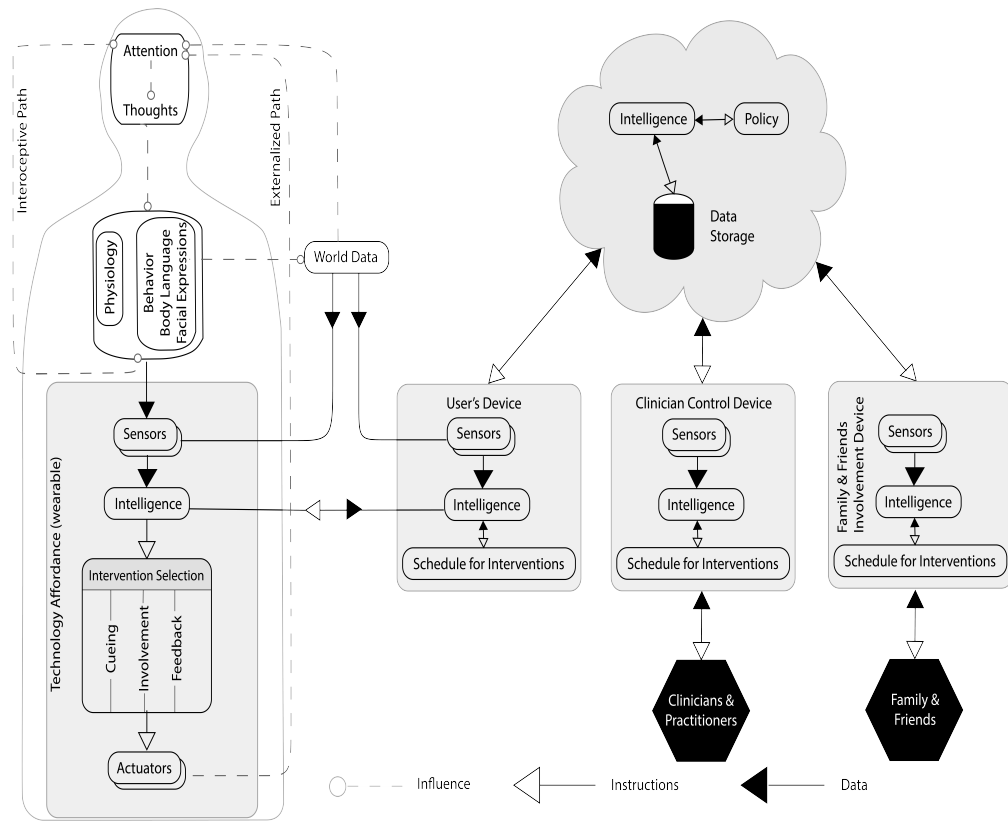 Attention
Thoughts
Interoceptive Path
Externalized Path
Physiology
Behavior
Body Language
Facial Expressions
World Data
Technology Affordance (wearable)
Sensors
Intelligence
Intervention Selection
Cueing
Involvement
Feedback
Actuators
Intelligence
Policy
Data
Storage
User's Device
Sensors
Intelligence
Schedule for Interventions
Clinician Control Device
Sensors
Intelligence
Schedule for Interventions
Family & Friends
Involvement Device
Sensors
Intelligence
Schedule for Interventions
Clinicians &
Practitioners
Family &
Friends
Influence
Instructions
Data